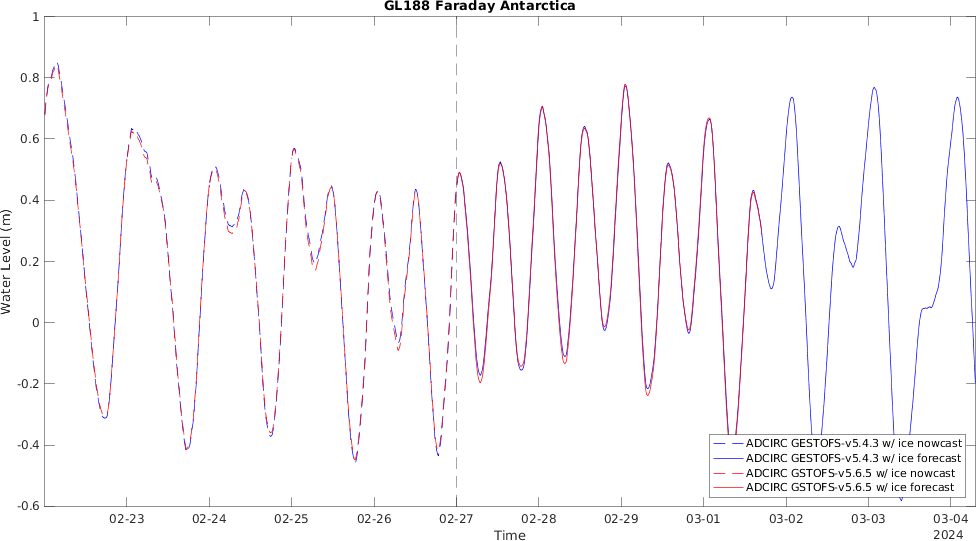 GL188 Faraday Antarctica
1
0.8
0.6
0.4
0.2
0
-0.2
-0.4
-0.6
Water Level (m)
ADCIRC GESTOFS-v5.4.3 w/ ice nowcast
ADCIRC GESTOFS-v5.4.3 w/ ice forecast
ADCIRC GSTOFS-v5.6.5 w/ ice nowcast
ADCIRC GSTOFS-v5.6.5 w/ ice forecast
02-23 02-24 02-25 02-26 02-27 02-28 02-29 03-01 03-02 03-03 03-04
Time 2024